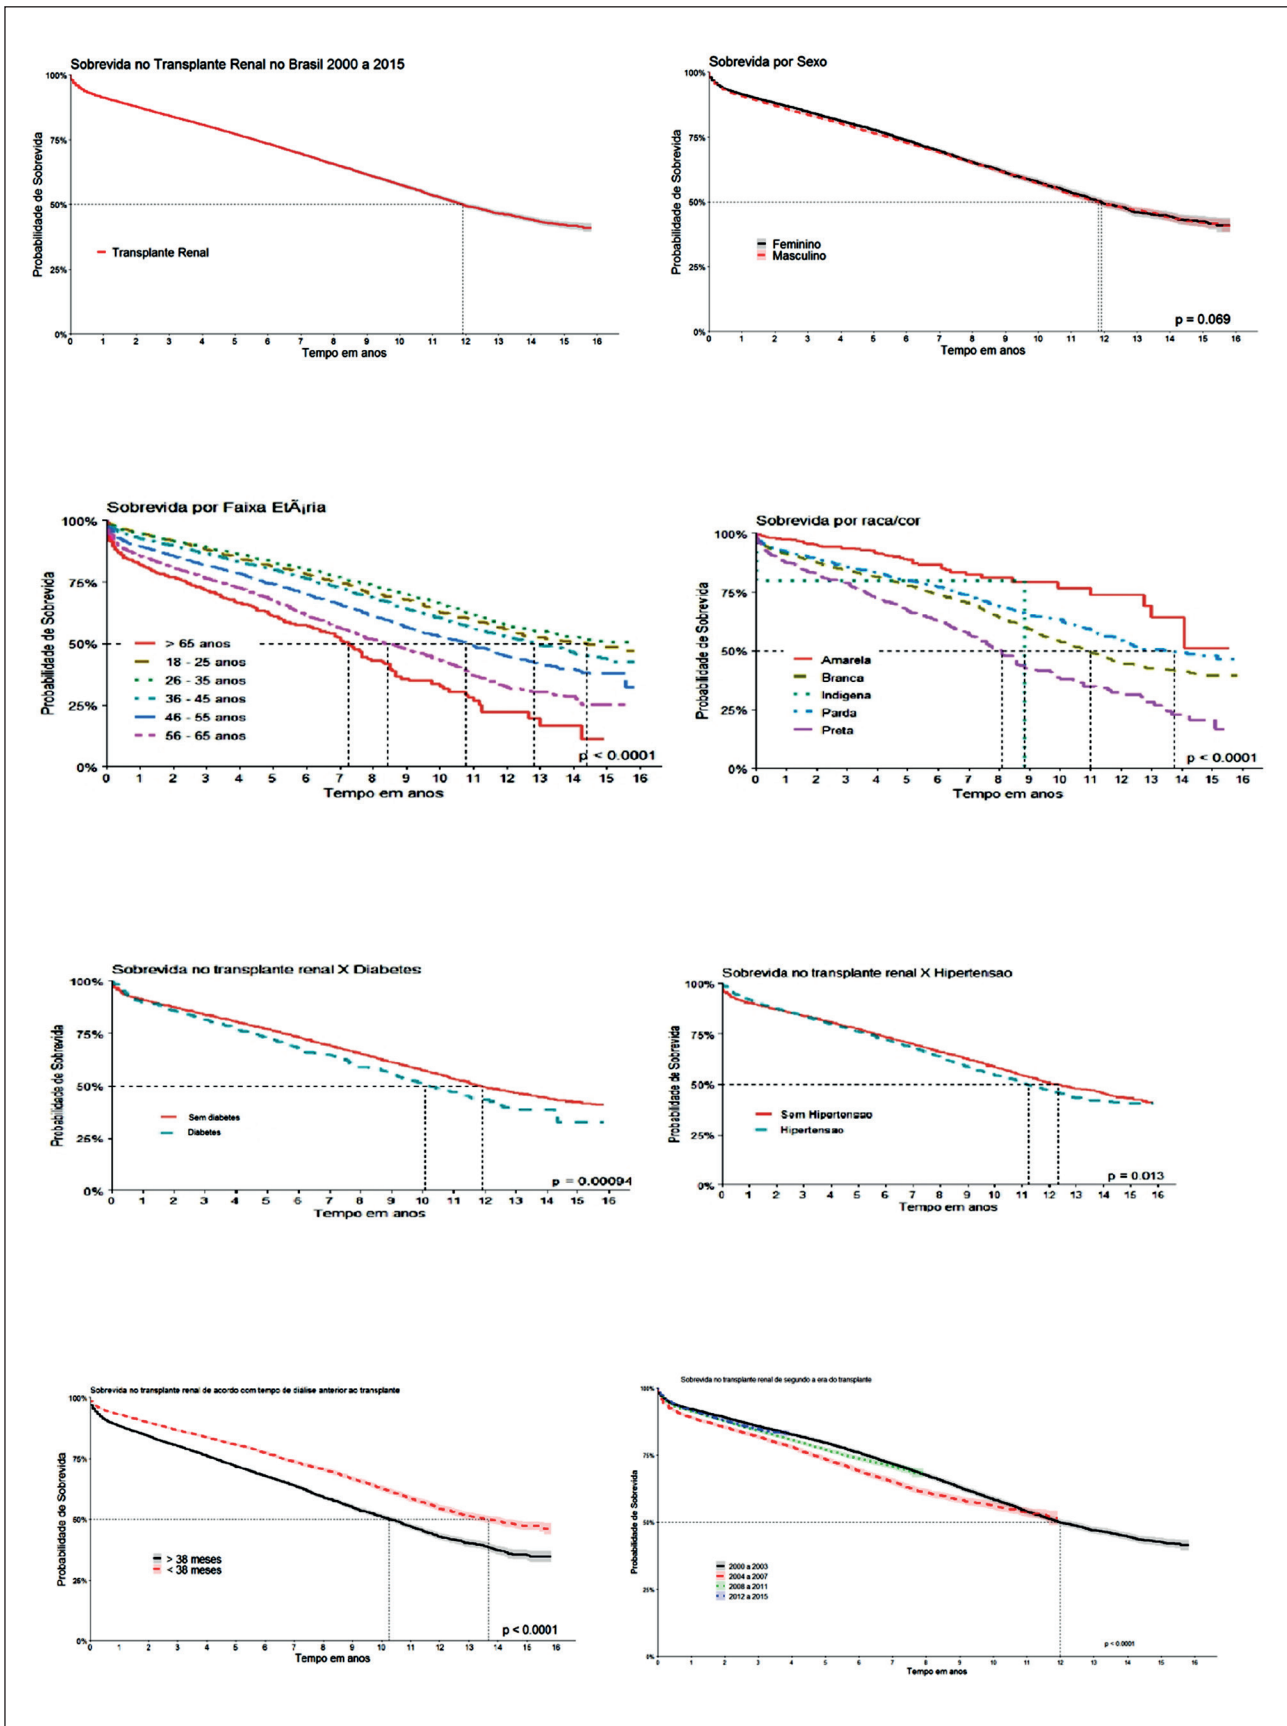 Sobrevida no Transplante Renal no Brasil 2000 a 2015
Probabilidade de Sobrevida
100%
75%
50%
25%
0%
Transplante Renal
0 1 2 3 4 5 6 7 8 9 10 11 12 13 14 15 16
Tempo em anos
Sobrevida por Sexo
Probabilidade de Sobrevida
100%
75%
50%
25%
0%
Feminino
Masculino
p = 0.069
0 1 2 3 4 5 6 7 8 9 10 11 12 13 14 15 16
Tempo em anos
Sobrevida por Faixa EtÃ¡ria
Probabilidade de Sobrevida
100%
75%
50%
25%
0%
> 65 anos
18 - 25 anos
26 - 35 anos
36 - 45 anos
46 - 55 anos
56 - 65 anos
p < 0.0001
0 1 2 3 4 5 6 7 8 9 10 11 12 13 14 15 16
Tempo em anos
Sobrevida por raca/cor
Probabilidade de Sobrevida
100%
75%
50%
25%
0%
Amarela
Branca
Indigena
Parda
Preta
p < 0.0001
0 1 2 3 4 5 6 7 8 9 10 11 12 13 14 15 16
Tempo em anos
Sobrevida no transplante renal X Diabetes
Probabilidade de Sobrevida
100%
75%
50%
25%
0%
Sem diabetes
Diabetes
p = 0.00094
0 1 2 3 4 5 6 7 8 9 10 11 12 13 14 15 16
Tempo em anos
Sobrevida no transplante renal X Hipertensao
Probabilidade de Sobrevida
100%
75%
50%
25%
0%
Sem Hipertensao
Hipertensao
p = 0.013
0 1 2 3 4 5 6 7 8 9 10 11 12 13 14 15 16
Tempo em anos
Sobrevida no transplante renal de acordo com tempo de diálise anterior ao transplante
Probabilidade de Sobrevida
100%
75%
50%
25%
0%
> 38 meses
< 38 meses
p < 0.0001
0 1 2 3 4 5 6 7 8 9 10 11 12 13 14 15 16
Tempo em anos
Sobrevida no transplante renal de segundo a era do transplante
Probabilidade de Sobrevida
100%
75%
50%
25%
0%
2000 a 2003
2004 a 2007
2008 a 2011
2012 a 2015
p < 0.0001
0 1 2 3 4 5 6 7 8 9 10 11 12 13 14 15 16
Tempo em anos